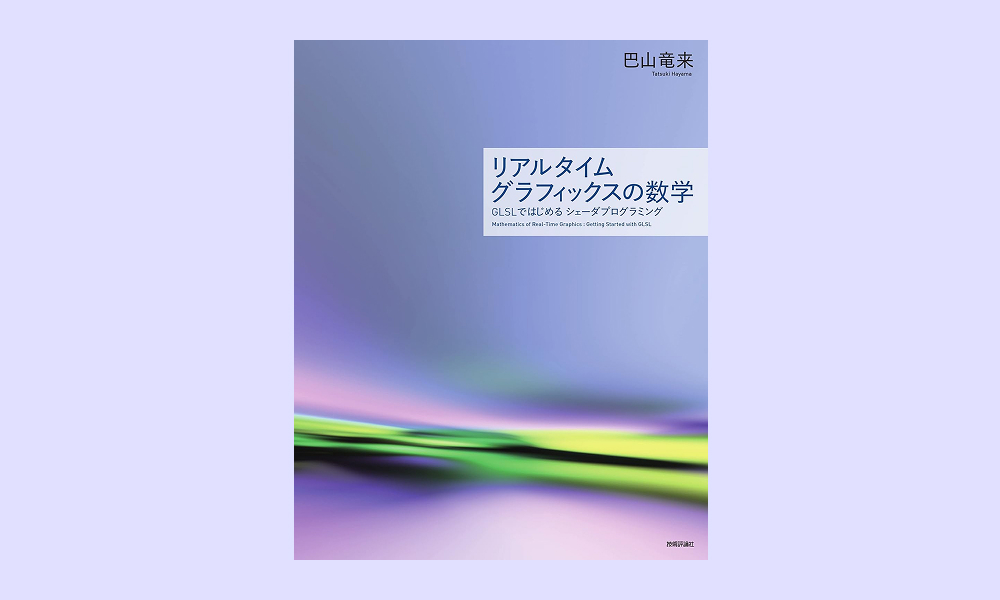 巴山竜来
Tatsuki Hayama
リアルタイム
グラフィックスの数学
GLSLではじめる シェーダプログラミング
Mathematics of Real-Time Graphics : Getting Started with GLSL
技術評論社